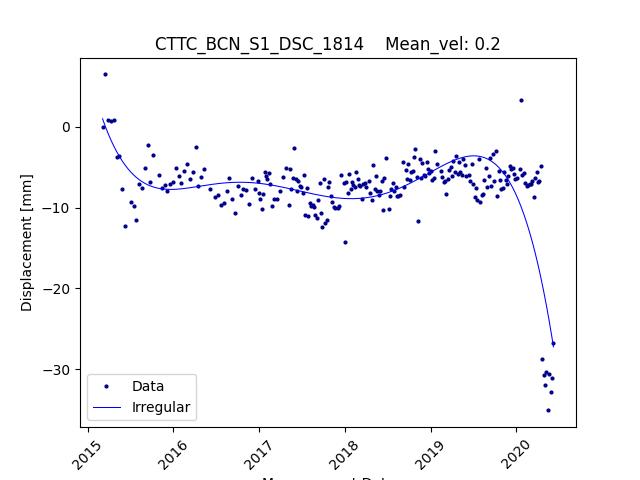 CTTC_BCN_S1_DSC_1814    Mean_vel: 0.2
Displacement [mm]
0
−10
−20
−30
Data
Irregular
2015
2016
2017
2018
2019
2020